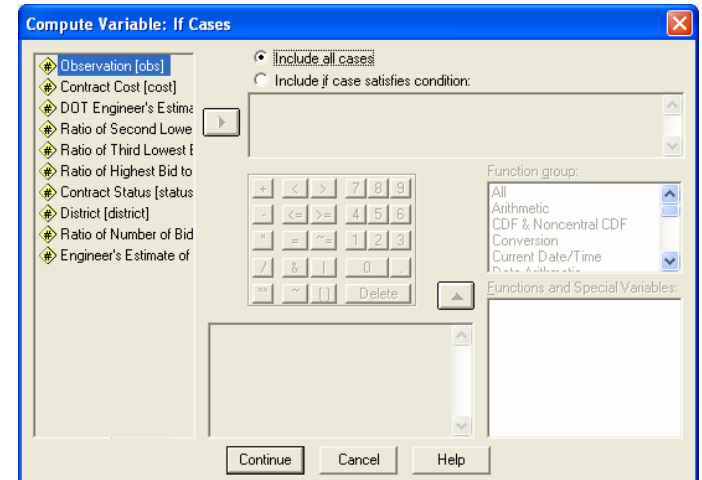 Compute Variable: If Cases
Observation [obs]
Contract Cost [cost]
DOT Engineer's Estima
Ratio of Second Lowe
Ratio of Third Lowest E
Ratio of Highest Bid to
Contract Status [status
District [district]
Ratio of Number of Bid
Engineer's Estimate of
Include all cases
Include if case satisfies condition:
+ < > 7 8 9
- <= >= 4 5 6
* = ~= 1 2 3
/ & | 0 .
** ~ () Delete
Function group:
All
Arithmetic
CDF & Noncentral CDF
Conversion
Current Date/Time
Date Arithmetic
Functions and Special Variables:
Continue
Cancel
Help